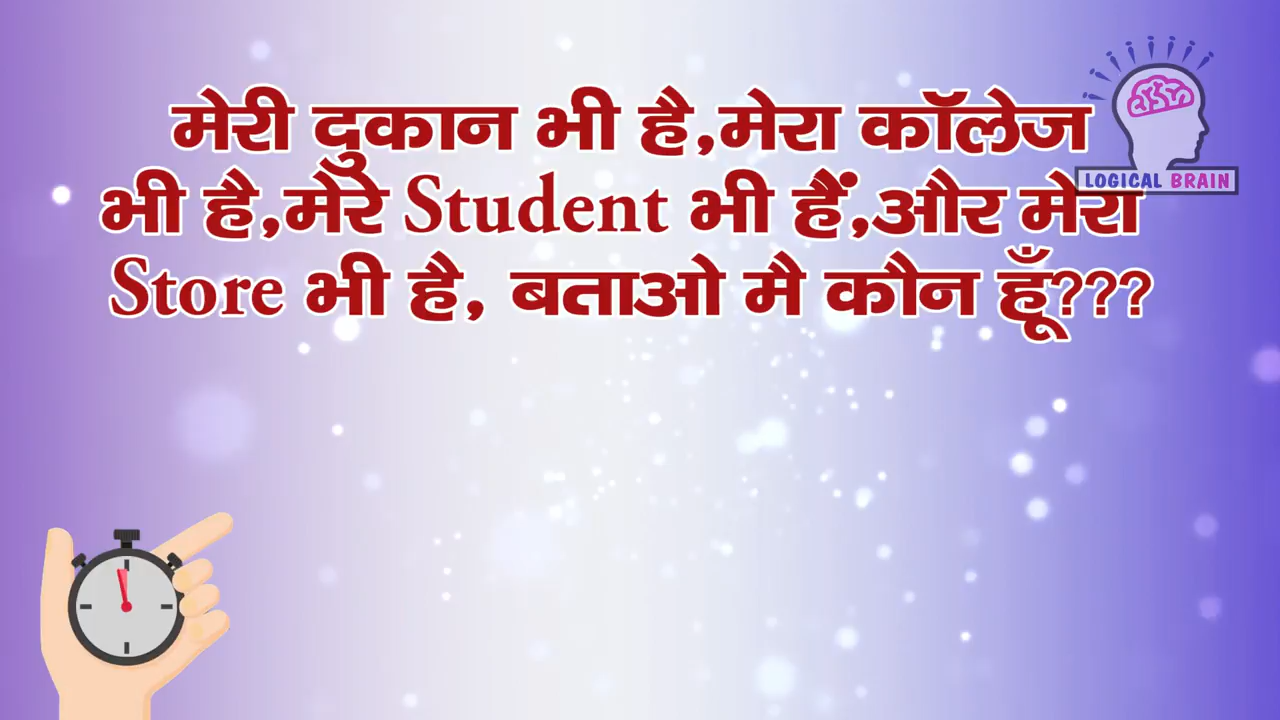 मेरी दुकान भी है,मेरा कॉलेज
भी है,मेरे Student भी हैं,और मेरा
Store भी है, बताओ मै कौन हूँ???
LOGICAL BRAIN